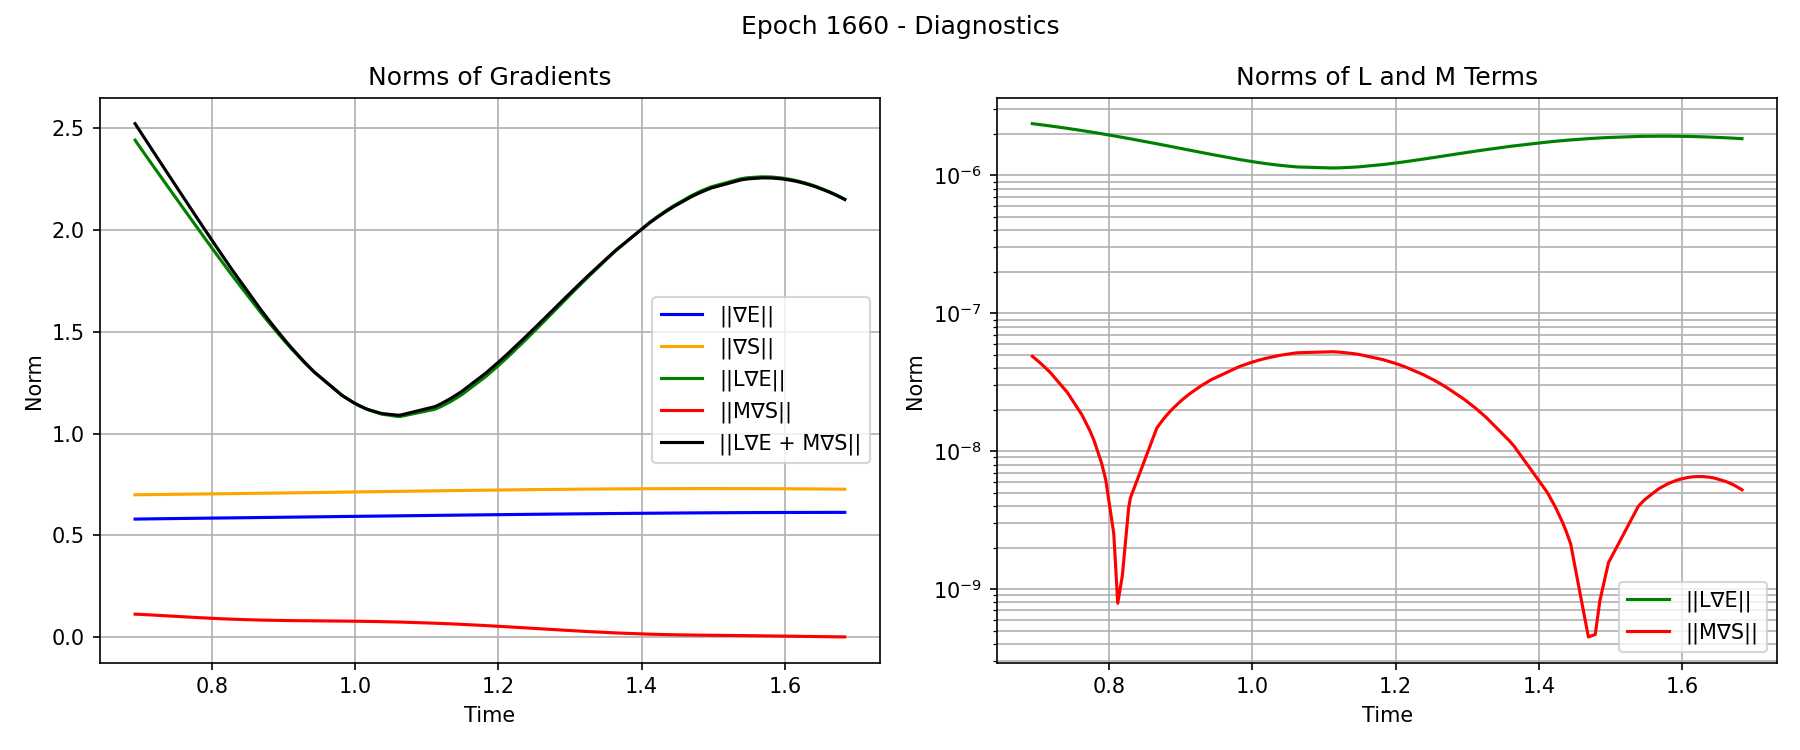 Epoch 1660 - Diagnostics
Norms of Gradients
Norm
2.5
2.0
1.5
1.0
0.5
0.0
||∇E||
||∇S||
||L∇E||
||M∇S||
||L∇E + M∇S||
0.8 1.0 1.2 1.4 1.6
Time
Norms of L and M Terms
Norm
10⁻⁶
10⁻⁷
10⁻⁸
10⁻⁹
||L∇E||
||M∇S||
0.8 1.0 1.2 1.4 1.6
Time